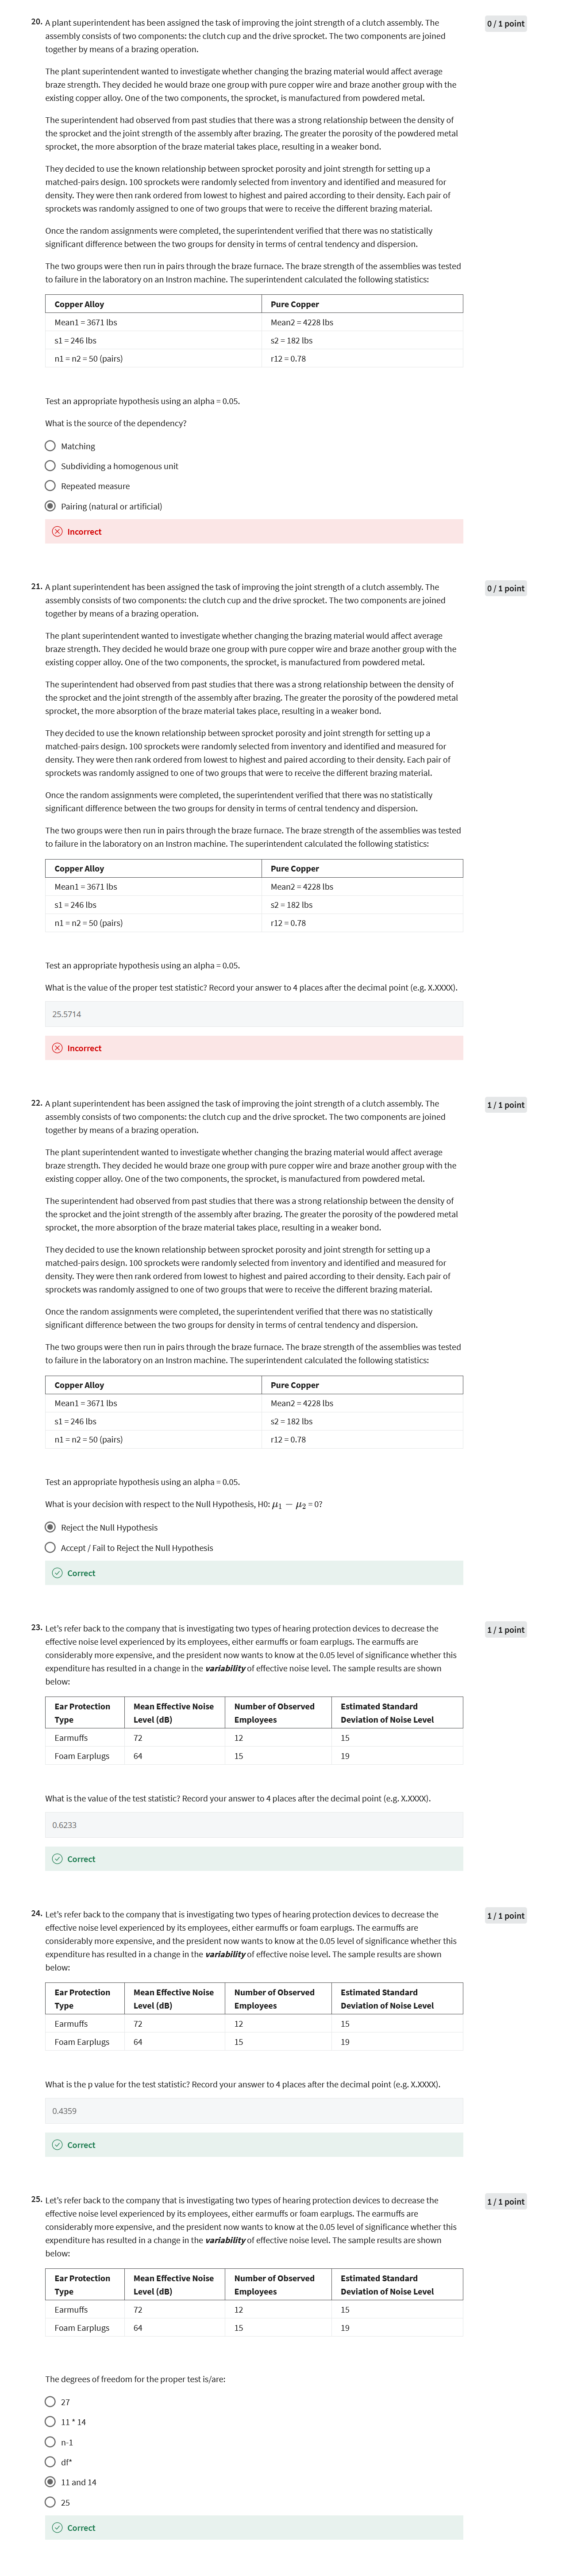 20. A plant superintendent has been assigned the task of improving the joint strength of a clutch assembly. The
0 / 1 point
assembly consists of two components: the clutch cup and the drive sprocket. The two components are joined
together by means of a brazing operation.
The plant superintendent wanted to investigate whether changing the brazing material would affect average
braze strength. They decided he would braze one group with pure copper wire and braze another group with the
existing copper alloy. One of the two components, the sprocket, is manufactured from powdered metal.
The superintendent had observed from past studies that there was a strong relationship between the density of
the sprocket and the joint strength of the assembly after brazing. The greater the porosity of the powdered metal
sprocket, the more absorption of the braze material takes place, resulting in a weaker bond.
They decided to use the known relationship between sprocket porosity and joint strength for setting up a
matched-pairs design. 100 sprockets were randomly selected from inventory and identified and measured for
density. They were then rank ordered from lowest to highest and paired according to their density. Each pair of
sprockets was randomly assigned to one of two groups that were to receive the different brazing material.
Once the random assignments were completed, the superintendent verified that there was no statistically
significant difference between the two groups for density in terms of central tendency and dispersion.
The two groups were then run in pairs through the braze furnace. The braze strength of the assemblies was tested
to failure in the laboratory on an Instron machine. The superintendent calculated the following statistics:
Copper Alloy Pure Copper
Mean1 = 3671 lbs Mean2 = 4228 lbs
s1 = 246 lbs s2 = 182 lbs
n1 = n2 = 50 (pairs) r12 = 0.78
Test an appropriate hypothesis using an alpha = 0.05.
What is the source of the dependency?
Matching
Subdividing a homogenous unit
Repeated measure
Pairing (natural or artificial)
Incorrect
21. A plant superintendent has been assigned the task of improving the joint strength of a clutch assembly. The
0 / 1 point
assembly consists of two components: the clutch cup and the drive sprocket. The two components are joined
together by means of a brazing operation.
The plant superintendent wanted to investigate whether changing the brazing material would affect average
braze strength. They decided he would braze one group with pure copper wire and braze another group with the
existing copper alloy. One of the two components, the sprocket, is manufactured from powdered metal.
The superintendent had observed from past studies that there was a strong relationship between the density of
the sprocket and the joint strength of the assembly after brazing. The greater the porosity of the powdered metal
sprocket, the more absorption of the braze material takes place, resulting in a weaker bond.
They decided to use the known relationship between sprocket porosity and joint strength for setting up a
matched-pairs design. 100 sprockets were randomly selected from inventory and identified and measured for
density. They were then rank ordered from lowest to highest and paired according to their density. Each pair of
sprockets was randomly assigned to one of two groups that were to receive the different brazing material.
Once the random assignments were completed, the superintendent verified that there was no statistically
significant difference between the two groups for density in terms of central tendency and dispersion.
The two groups were then run in pairs through the braze furnace. The braze strength of the assemblies was tested
to failure in the laboratory on an Instron machine. The superintendent calculated the following statistics:
Copper Alloy Pure Copper
Mean1 = 3671 lbs Mean2 = 4228 lbs
s1 = 246 lbs s2 = 182 lbs
n1 = n2 = 50 (pairs) r12 = 0.78
Test an appropriate hypothesis using an alpha = 0.05.
What is the value of the proper test statistic? Record your answer to 4 places after the decimal point (e.g. X.XXXX).
25.5714
Incorrect
22. A plant superintendent has been assigned the task of improving the joint strength of a clutch assembly. The
1 / 1 point
assembly consists of two components: the clutch cup and the drive sprocket. The two components are joined
together by means of a brazing operation.
The plant superintendent wanted to investigate whether changing the brazing material would affect average
braze strength. They decided he would braze one group with pure copper wire and braze another group with the
existing copper alloy. One of the two components, the sprocket, is manufactured from powdered metal.
The superintendent had observed from past studies that there was a strong relationship between the density of
the sprocket and the joint strength of the assembly after brazing. The greater the porosity of the powdered metal
sprocket, the more absorption of the braze material takes place, resulting in a weaker bond.
They decided to use the known relationship between sprocket porosity and joint strength for setting up a
matched-pairs design. 100 sprockets were randomly selected from inventory and identified and measured for
density. They were then rank ordered from lowest to highest and paired according to their density. Each pair of
sprockets was randomly assigned to one of two groups that were to receive the different brazing material.
Once the random assignments were completed, the superintendent verified that there was no statistically
significant difference between the two groups for density in terms of central tendency and dispersion.
The two groups were then run in pairs through the braze furnace. The braze strength of the assemblies was tested
to failure in the laboratory on an Instron machine. The superintendent calculated the following statistics:
Copper Alloy Pure Copper
Mean1 = 3671 lbs Mean2 = 4228 lbs
s1 = 246 lbs s2 = 182 lbs
n1 = n2 = 50 (pairs) r12 = 0.78
Test an appropriate hypothesis using an alpha = 0.05.
What is your decision with respect to the Null Hypothesis, H0: μ₁ − μ₂ = 0?
Reject the Null Hypothesis
Accept / Fail to Reject the Null Hypothesis
Correct
23. Let's refer back to the company that is investigating two types of hearing protection devices to decrease the
1 / 1 point
effective noise level experienced by its employees, either earmuffs or foam earplugs. The earmuffs are
considerably more expensive, and the president now wants to know at the 0.05 level of significance whether this
expenditure has resulted in a change in the variability of effective noise level. The sample results are shown
below:
Ear Protection Type Mean Effective Noise Level (dB) Number of Observed Employees Estimated Standard Deviation of Noise Level
Earmuffs 72 12 15
Foam Earplugs 64 15 19
What is the value of the test statistic? Record your answer to 4 places after the decimal point (e.g. X.XXXX).
0.6233
Correct
24. Let's refer back to the company that is investigating two types of hearing protection devices to decrease the
1 / 1 point
effective noise level experienced by its employees, either earmuffs or foam earplugs. The earmuffs are
considerably more expensive, and the president now wants to know at the 0.05 level of significance whether this
expenditure has resulted in a change in the variability of effective noise level. The sample results are shown
below:
Ear Protection Type Mean Effective Noise Level (dB) Number of Observed Employees Estimated Standard Deviation of Noise Level
Earmuffs 72 12 15
Foam Earplugs 64 15 19
What is the p value for the test statistic? Record your answer to 4 places after the decimal point (e.g. X.XXXX).
0.4359
Correct
25. Let's refer back to the company that is investigating two types of hearing protection devices to decrease the
1 / 1 point
effective noise level experienced by its employees, either earmuffs or foam earplugs. The earmuffs are
considerably more expensive, and the president now wants to know at the 0.05 level of significance whether this
expenditure has resulted in a change in the variability of effective noise level. The sample results are shown
below:
Ear Protection Type Mean Effective Noise Level (dB) Number of Observed Employees Estimated Standard Deviation of Noise Level
Earmuffs 72 12 15
Foam Earplugs 64 15 19
The degrees of freedom for the proper test is/are:
27
11 * 14
n-1
df*
11 and 14
25
Correct